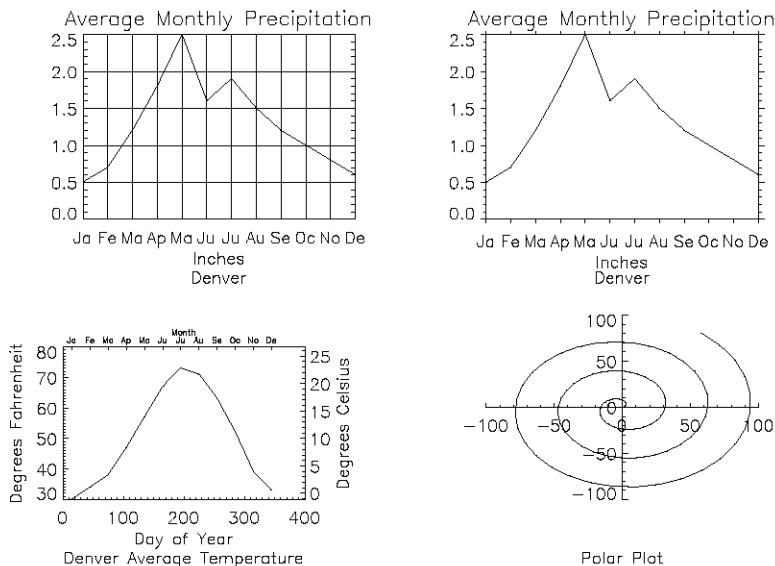 Average Monthly Precipitation
2.5
2.0
1.5
1.0
0.5
0.0
Ja Fe Ma Ap Ma Ju Ju Au Se Oc No De
Inches
Denver
Average Monthly Precipitation
2.5
2.0
1.5
1.0
0.5
0.0
Ja Fe Ma Ap Ma Ju Ju Au Se Oc No De
Inches
Denver
Month
Ja Fe Ma Ap Ma Ju Ju Au Se Oc No De
Degrees Fahrenheit
80
70
60
50
40
30
25
20
15
10
5
0
Degrees Celsius
0 100 200 300 400
Day of Year
Denver Average Temperature
100
50
0
-50
-100
-100 -50 0 50 100
Polar Plot